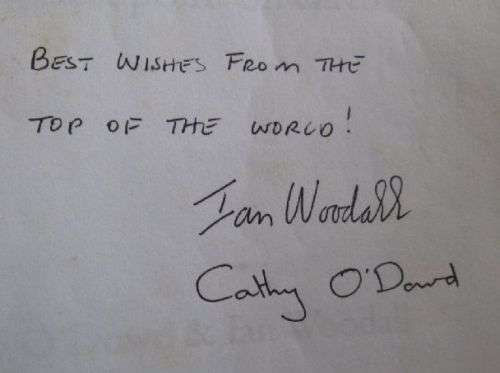 BEST WISHES FROM THE
TOP OF THE WORLD!
Ian Woodall
Cathy O'Dowd